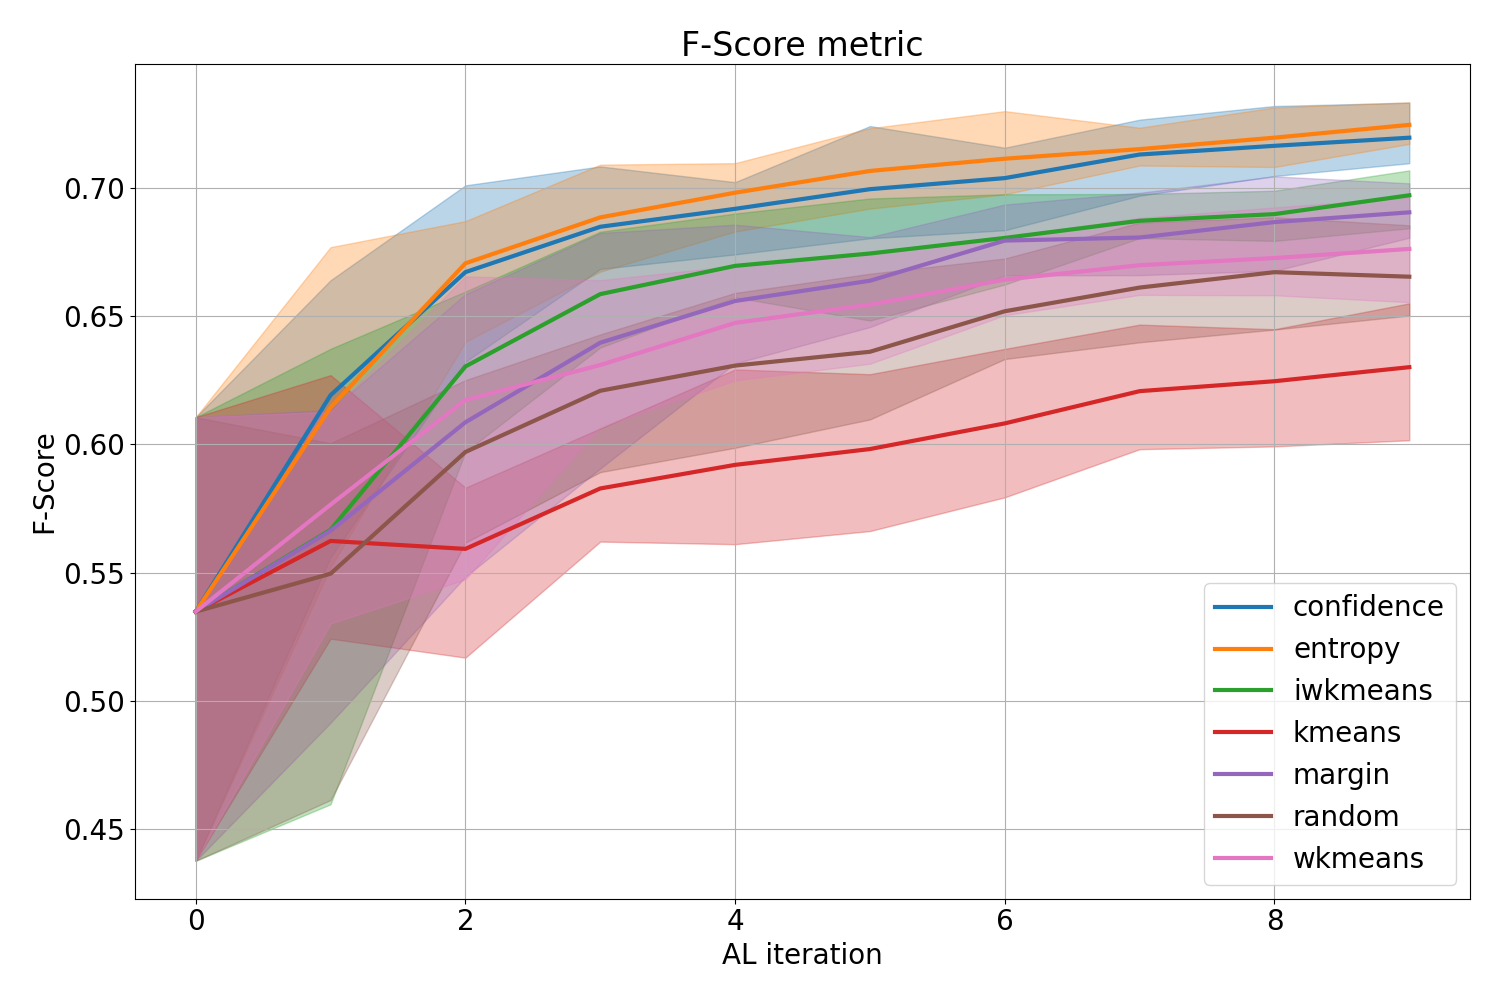 F-Score metric
F-Score
0.70
0.65
0.60
0.55
0.50
0.45
0 2 4 6 8
AL iteration
confidence
entropy
iwkmeans
kmeans
margin
random
wkmeans